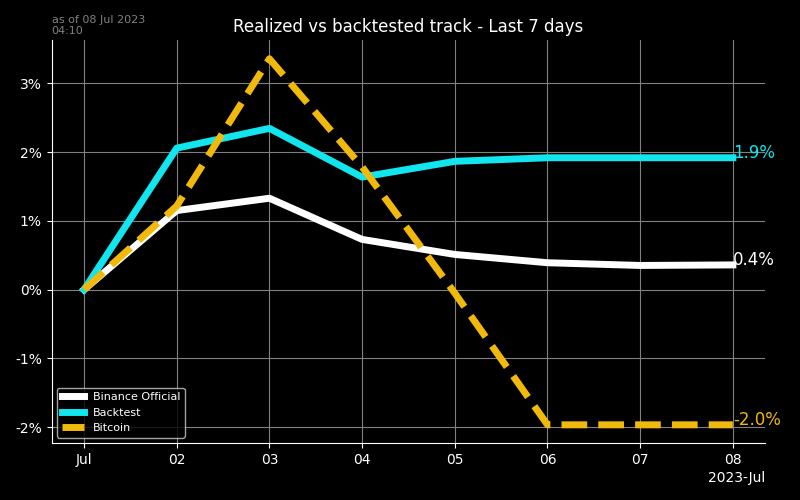 as of 08 Jul 2023
04:10
Realized vs backtested track - Last 7 days
3%
2%
1%
0%
-1%
-2%
1.9%
0.4%
-2.0%
Binance Official
Backtest
Bitcoin
Jul 02 03 04 05 06 07 08
2023-Jul